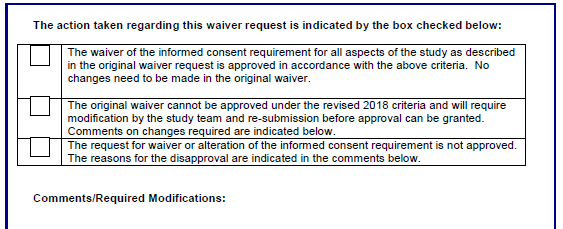 The action taken regarding this waiver request is indicated by the box checked below:
The waiver of the informed consent requirement for all aspects of the study as described
in the original waiver request is approved in accordance with the above criteria.  No
changes need to be made in the original waiver.
The original waiver cannot be approved under the revised 2018 criteria and will require
modification by the study team and re-submission before approval can be granted.
Comments on changes required are indicated below.
The request for waiver or alteration of the informed consent requirement is not approved.
The reasons for the disapproval are indicated in the comments below.
Comments/Required Modifications: